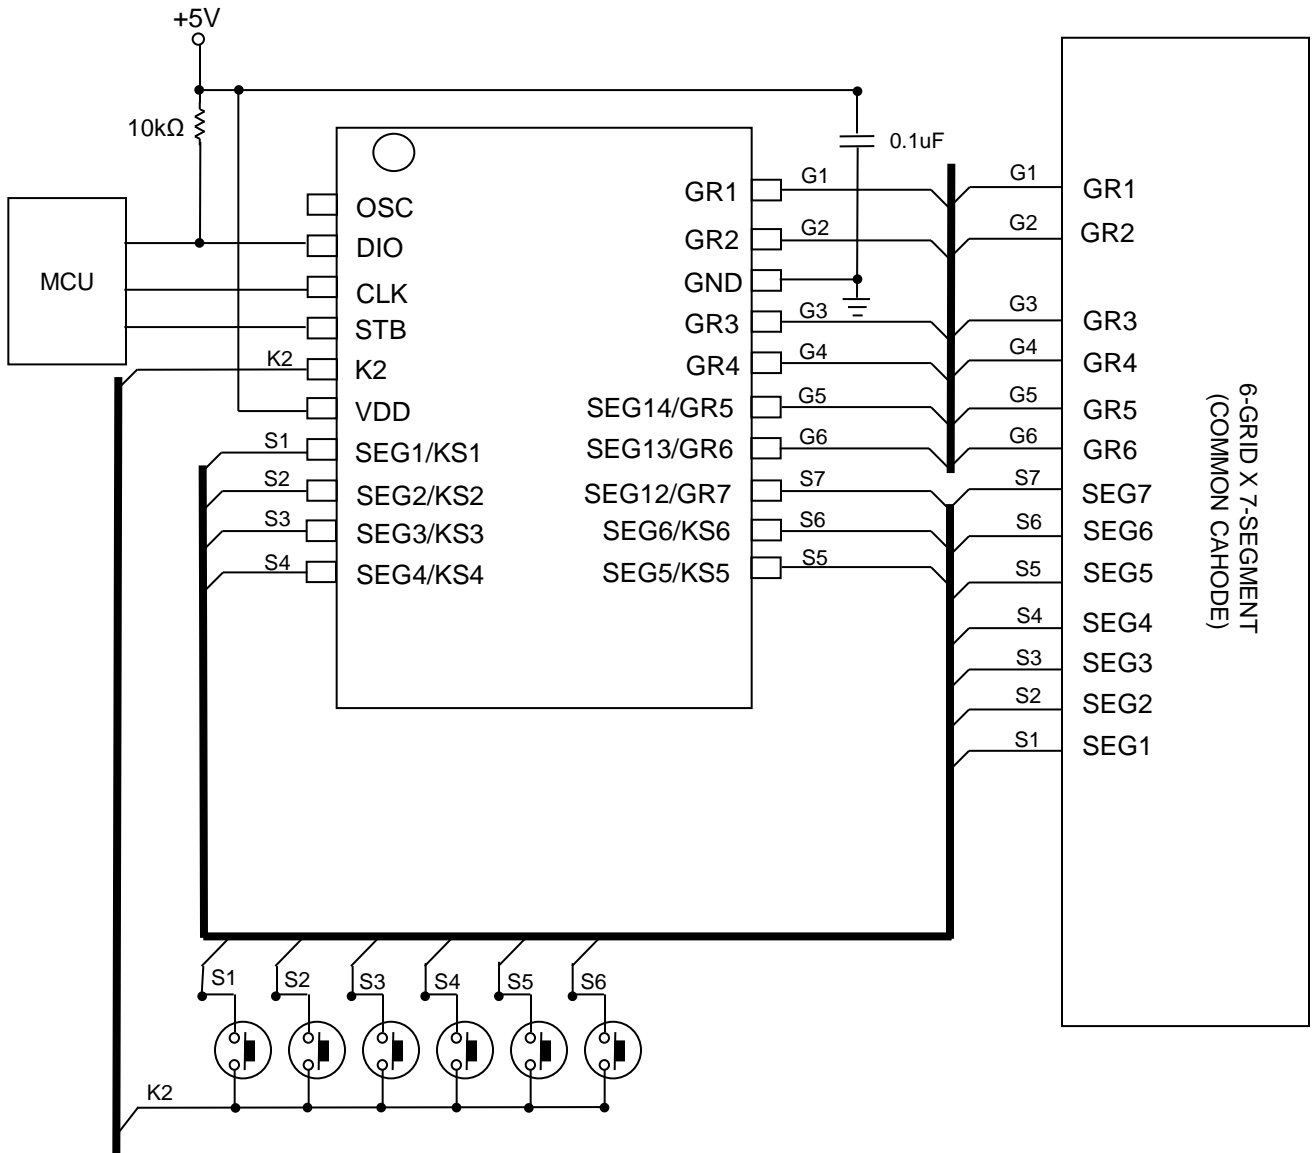 +5V
10kΩ
0.1uF
MCU
OSC
DIO
CLK
STB
K2
K2
VDD
S1
SEG1/KS1
S2
SEG2/KS2
S3
SEG3/KS3
S4
SEG4/KS4
GR1
G1
GR2
G2
GND
GR3
G3
GR4
G4
SEG14/GR5
G5
SEG13/GR6
G6
SEG12/GR7
S7
SEG6/KS6
S6
SEG5/KS5
S5
G1
GR1
G2
GR2
G3
GR3
G4
GR4
G5
GR5
G6
GR6
S7
SEG7
S6
SEG6
S5
SEG5
S4
SEG4
S3
SEG3
S2
SEG2
S1
SEG1
6-GRID X 7-SEGMENT
(COMMON CAHODE)
S1
S2
S3
S4
S5
S6
K2